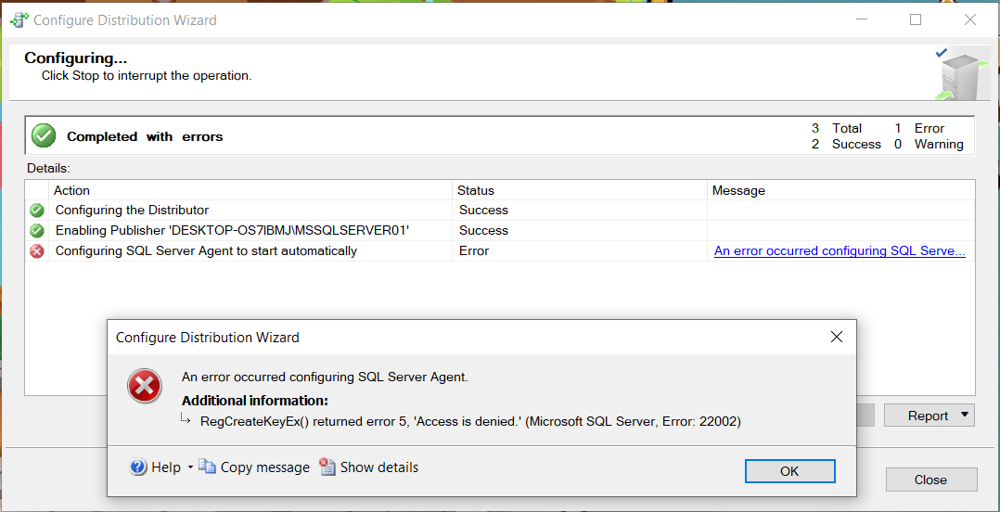 Configure Distribution Wizard
Configuring...
Click Stop to interrupt the operation.
Completed with errors
3 Total 1 Error
2 Success 0 Warning
Details:
Action Status Message
Configuring the Distributor Success
Enabling Publisher 'DESKTOP-OS7IBMJ\MSSQLSERVER01' Success
Configuring SQL Server Agent to start automatically Error An error occurred configuring SQL Serve...
Configure Distribution Wizard
An error occurred configuring SQL Server Agent.
Additional information:
RegCreateKeyEx() returned error 5, 'Access is denied.' (Microsoft SQL Server, Error: 22002)
Help Copy message Show details OK
Report
Close